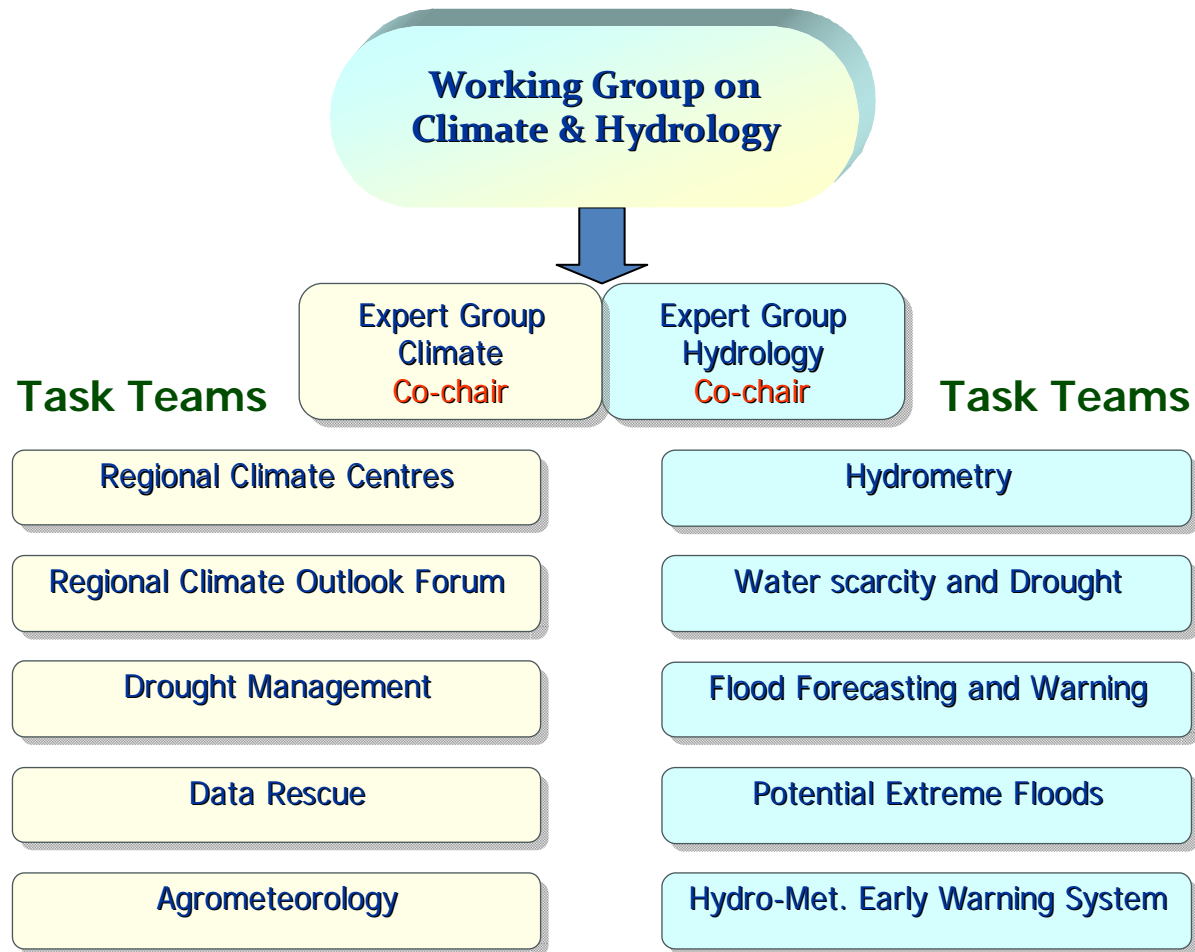 Working Group on
Climate & Hydrology
Expert Group
Climate
Co-chair
Expert Group
Hydrology
Co-chair
Task Teams
Task Teams
Regional Climate Centres
Regional Climate Outlook Forum
Drought Management
Data Rescue
Agrometeorology
Hydrometry
Water scarcity and Drought
Flood Forecasting and Warning
Potential Extreme Floods
Hydro-Met. Early Warning System